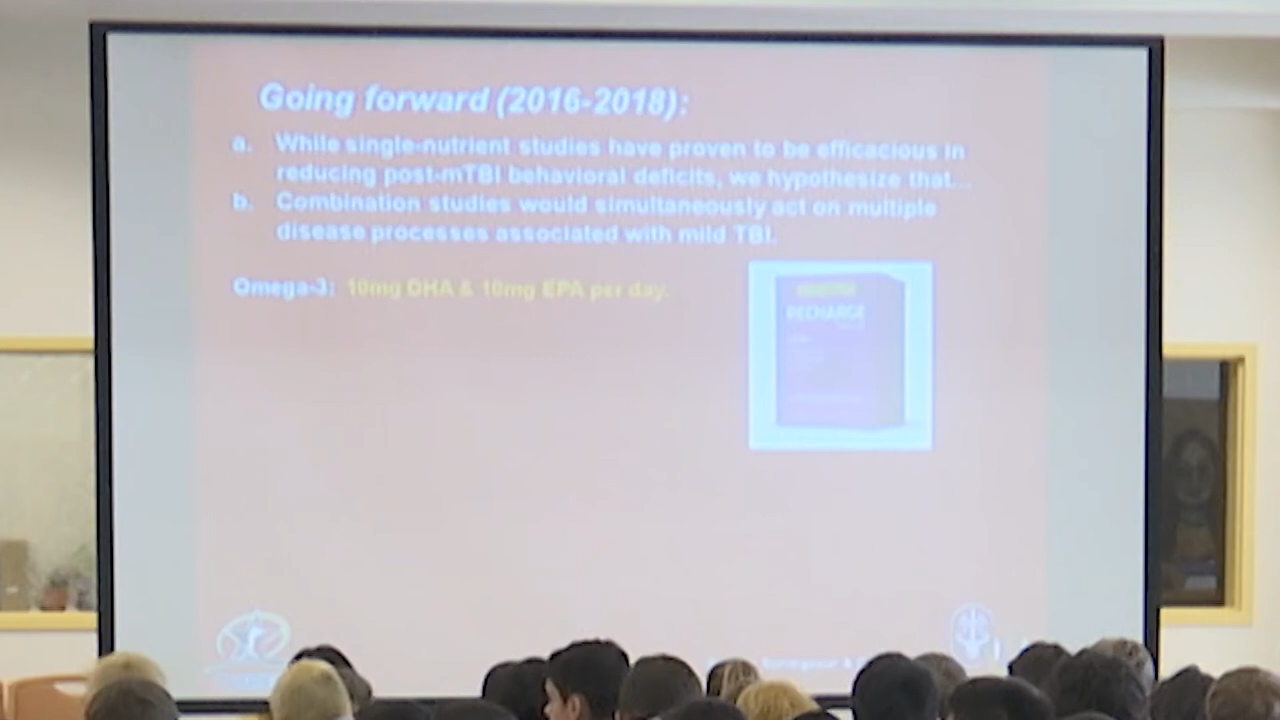 Going forward (2016-2018):
a. While single-nutrient studies have proven to be efficacious in
reducing post-mTBI behavioral deficits, we hypothesize that...
b. Combination studies would simultaneously act on multiple
disease processes associated with mild TBI.
Omega-3: 10mg DHA & 10mg EPA per day.
RECHARGE